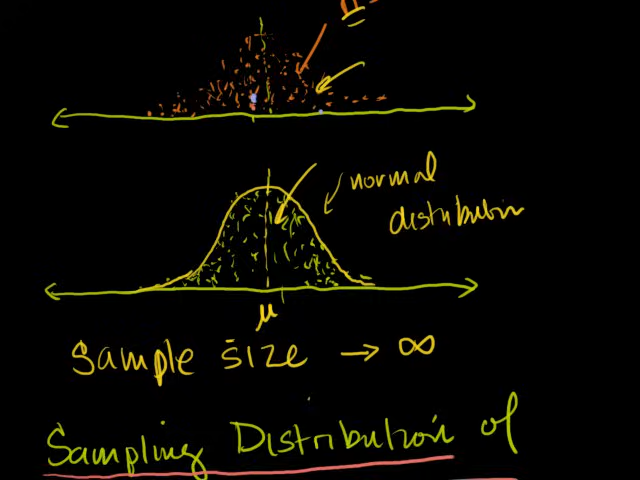 n
normal
distribution
μ
Sample size → ∞
Sampling Distribution of